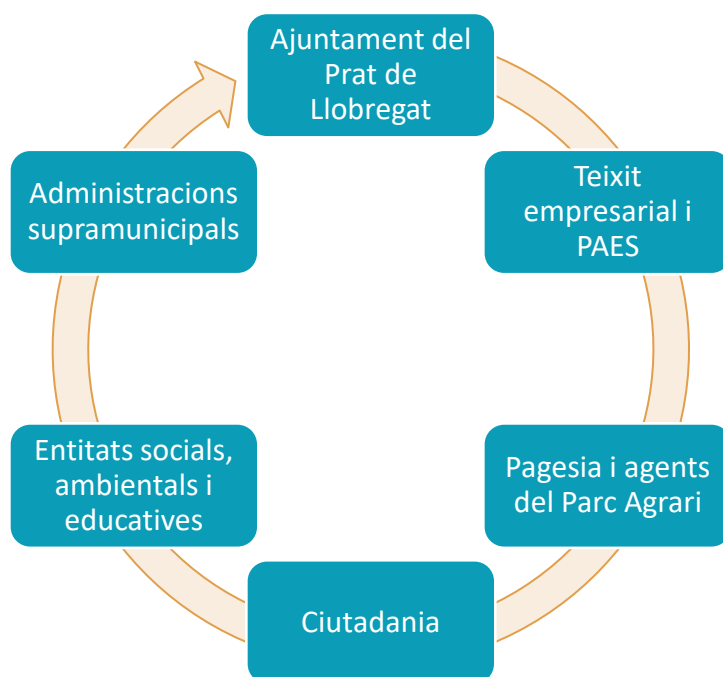 Ajuntament del
Prat de
Llobregat
Teixit
empresarial i
PAES
Pagesia i agents
del Parc Agrari
Ciutadania
Entitats socials,
ambientals i
educatives
Administracions
supramunicipals